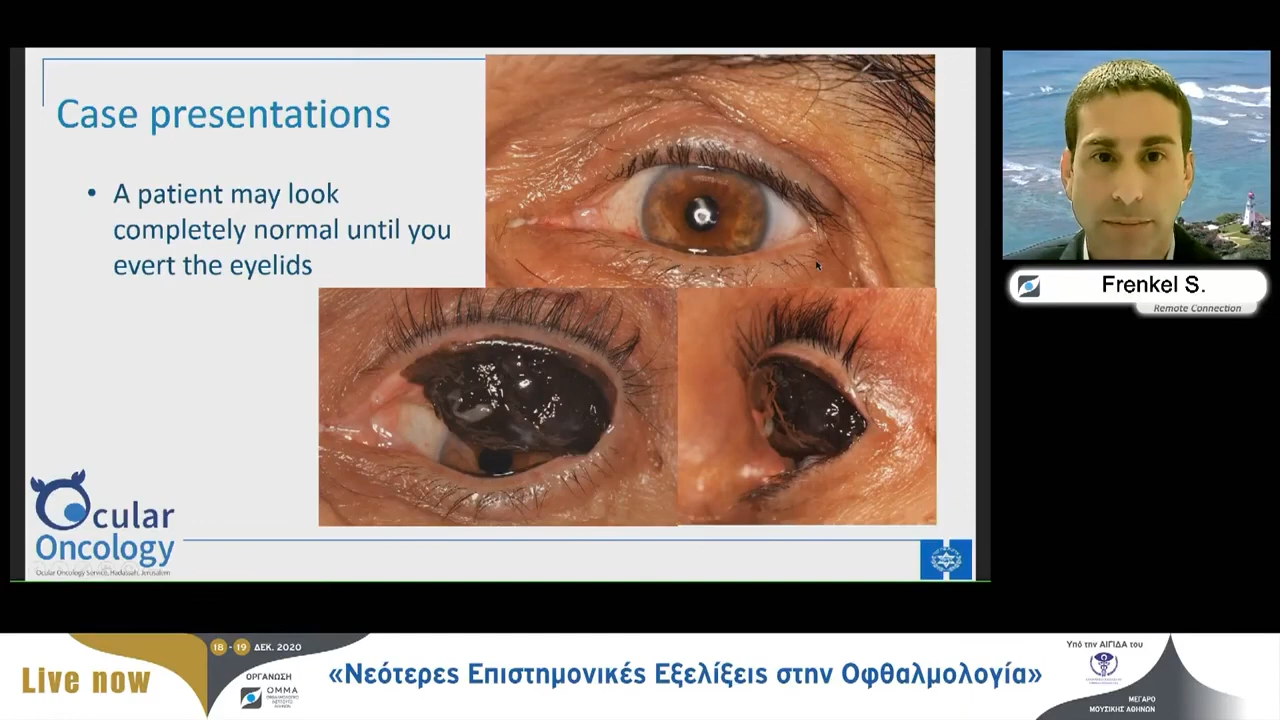 Case presentations
• A patient may look
completely normal until you
evert the eyelids
Ocular
Oncology
Ocular Oncology Service, Hadassah, Jerusalem
Frenkel S.
Remote Connection
Live now
18 - 19 ΔΕΚ. 2020
ΟΡΓΑΝΩΣΗ
ΟΜΜΑ
«Νεότερες Επιστημονικές Εξελίξεις στην Οφθαλμολογία»
Υπό την ΑΙΓΙΔΑ του
ΜΕΓΑΡΟ
ΜΟΥΣΙΚΗΣ ΑΘΗΝΩΝ